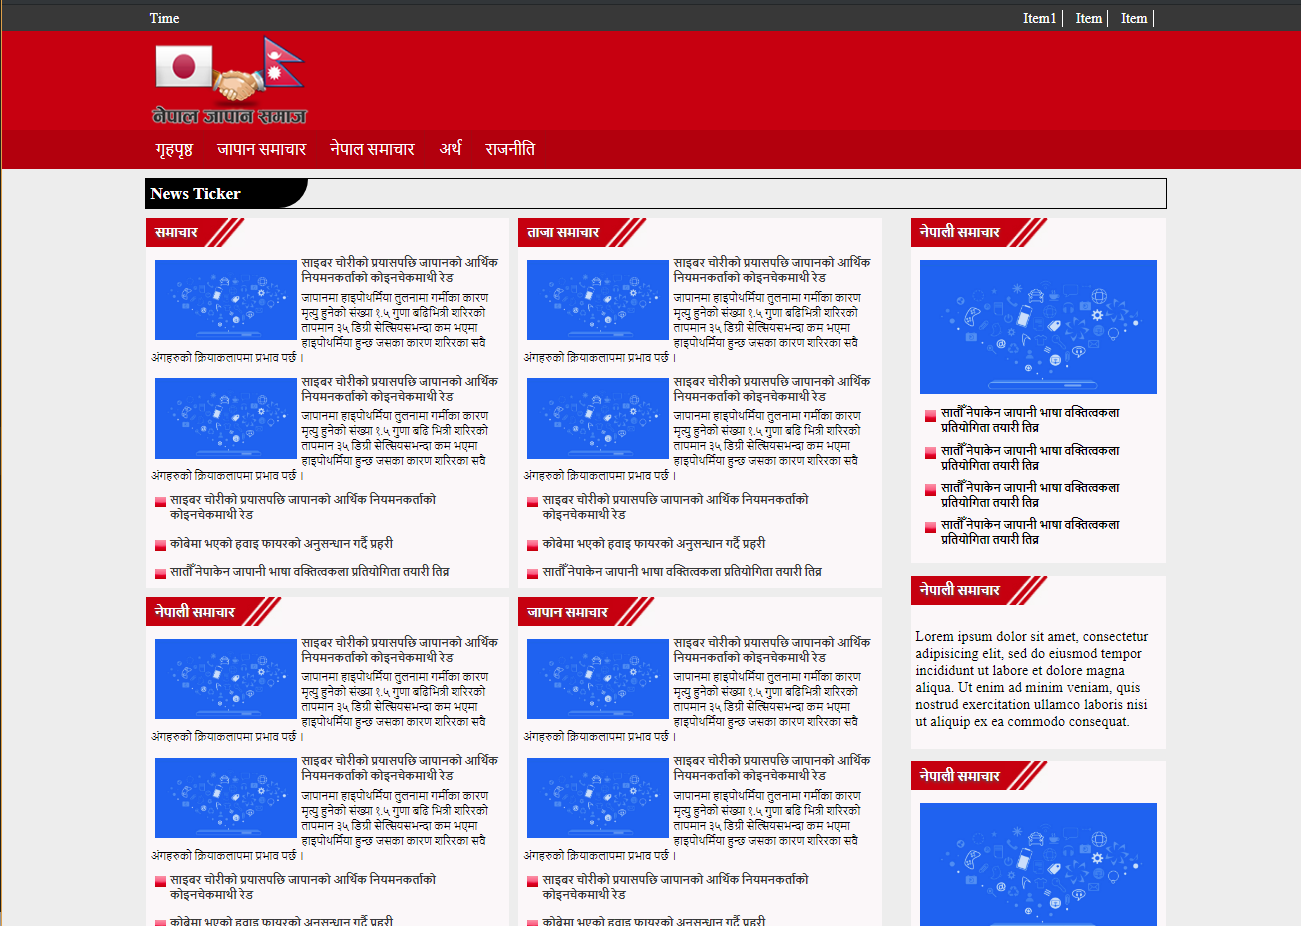 Time
Item1
Item
Item
नेपाल जापान समाज
गृहपृष्ठ
जापान समाचार
नेपाल समाचार
अर्थ
राजनीति
News Ticker
समाचार
साइबर चोरीको प्रयासपछि जापानको आर्थिक
नियमनकर्ताको कोइनचेकमाथी रेड
जापानमा हाइपोथर्मिया तुलनामा गर्मीका कारण
मृत्यु हुनेको संख्या १.५ गुणा बढिभित्री शरिरको
तापमान ३५ डिग्री सेल्सियसभन्दा कम भएमा
हाइपोथर्मिया हुन्छ जसका कारण शरिरका सवै
अंगहरुको क्रियाकलापमा प्रभाव पर्छ ।
साइबर चोरीको प्रयासपछि जापानको आर्थिक
नियमनकर्ताको कोइनचेकमाथी रेड
जापानमा हाइपोथर्मिया तुलनामा गर्मीका कारण
मृत्यु हुनेको संख्या १.५ गुणा बढि भित्री शरिरको
तापमान ३५ डिग्री सेल्सियसभन्दा कम भएमा
हाइपोथर्मिया हुन्छ जसका कारण शरिरका सवै
अंगहरुको क्रियाकलापमा प्रभाव पर्छ ।
साइबर चोरीको प्रयासपछि जापानको आर्थिक नियमनकर्ताको
कोइनचेकमाथी रेड
कोबेमा भएको हवाइ फायरको अनुसन्धान गर्दै प्रहरी
सातौँ नेपाकेन जापानी भाषा वक्तित्वकला प्रतियोगिता तयारी तिव्र
ताजा समाचार
साइबर चोरीको प्रयासपछि जापानको आर्थिक
नियमनकर्ताको कोइनचेकमाथी रेड
जापानमा हाइपोथर्मिया तुलनामा गर्मीका कारण
मृत्यु हुनेको संख्या १.५ गुणा बढिभित्री शरिरको
तापमान ३५ डिग्री सेल्सियसभन्दा कम भएमा
हाइपोथर्मिया हुन्छ जसका कारण शरिरका सवै
अंगहरुको क्रियाकलापमा प्रभाव पर्छ ।
साइबर चोरीको प्रयासपछि जापानको आर्थिक
नियमनकर्ताको कोइनचेकमाथी रेड
जापानमा हाइपोथर्मिया तुलनामा गर्मीका कारण
मृत्यु हुनेको संख्या १.५ गुणा बढि भित्री शरिरको
तापमान ३५ डिग्री सेल्सियसभन्दा कम भएमा
हाइपोथर्मिया हुन्छ जसका कारण शरिरका सवै
अंगहरुको क्रियाकलापमा प्रभाव पर्छ ।
साइबर चोरीको प्रयासपछि जापानको आर्थिक नियमनकर्ताको
कोइनचेकमाथी रेड
कोबेमा भएको हवाइ फायरको अनुसन्धान गर्दै प्रहरी
सातौँ नेपाकेन जापानी भाषा वक्तित्वकला प्रतियोगिता तयारी तिव्र
नेपाली समाचार
साइबर चोरीको प्रयासपछि जापानको आर्थिक
नियमनकर्ताको कोइनचेकमाथी रेड
जापानमा हाइपोथर्मिया तुलनामा गर्मीका कारण
मृत्यु हुनेको संख्या १.५ गुणा बढिभित्री शरिरको
तापमान ३५ डिग्री सेल्सियसभन्दा कम भएमा
हाइपोथर्मिया हुन्छ जसका कारण शरिरका सवै
अंगहरुको क्रियाकलापमा प्रभाव पर्छ ।
साइबर चोरीको प्रयासपछि जापानको आर्थिक
नियमनकर्ताको कोइनचेकमाथी रेड
जापानमा हाइपोथर्मिया तुलनामा गर्मीका कारण
मृत्यु हुनेको संख्या १.५ गुणा बढि भित्री शरिरको
तापमान ३५ डिग्री सेल्सियसभन्दा कम भएमा
हाइपोथर्मिया हुन्छ जसका कारण शरिरका सवै
अंगहरुको क्रियाकलापमा प्रभाव पर्छ ।
साइबर चोरीको प्रयासपछि जापानको आर्थिक नियमनकर्ताको
कोइनचेकमाथी रेड
कोबेमा भएको हवाइ फायरको अनुसन्धान गर्दै प्रहरी
जापान समाचार
साइबर चोरीको प्रयासपछि जापानको आर्थिक
नियमनकर्ताको कोइनचेकमाथी रेड
जापानमा हाइपोथर्मिया तुलनामा गर्मीका कारण
मृत्यु हुनेको संख्या १.५ गुणा बढिभित्री शरिरको
तापमान ३५ डिग्री सेल्सियसभन्दा कम भएमा
हाइपोथर्मिया हुन्छ जसका कारण शरिरका सवै
अंगहरुको क्रियाकलापमा प्रभाव पर्छ ।
साइबर चोरीको प्रयासपछि जापानको आर्थिक
नियमनकर्ताको कोइनचेकमाथी रेड
जापानमा हाइपोथर्मिया तुलनामा गर्मीका कारण
मृत्यु हुनेको संख्या १.५ गुणा बढि भित्री शरिरको
तापमान ३५ डिग्री सेल्सियसभन्दा कम भएमा
हाइपोथर्मिया हुन्छ जसका कारण शरिरका सवै
अंगहरुको क्रियाकलापमा प्रभाव पर्छ ।
साइबर चोरीको प्रयासपछि जापानको आर्थिक नियमनकर्ताको
कोइनचेकमाथी रेड
कोबेमा भएको हवाइ फायरको अनुसन्धान गर्दै प्रहरी
नेपाली समाचार
सातौँ नेपाकेन जापानी भाषा वक्तित्वकला
प्रतियोगिता तयारी तिव्र
सातौँ नेपाकेन जापानी भाषा वक्तित्वकला
प्रतियोगिता तयारी तिव्र
सातौँ नेपाकेन जापानी भाषा वक्तित्वकला
प्रतियोगिता तयारी तिव्र
सातौँ नेपाकेन जापानी भाषा वक्तित्वकला
प्रतियोगिता तयारी तिव्र
नेपाली समाचार
Lorem ipsum dolor sit amet, consectetur
adipisicing elit, sed do eiusmod tempor
incididunt ut labore et dolore magna
aliqua. Ut enim ad minim veniam, quis
nostrud exercitation ullamco laboris nisi
ut aliquip ex ea commodo consequat.
नेपाली समाचार